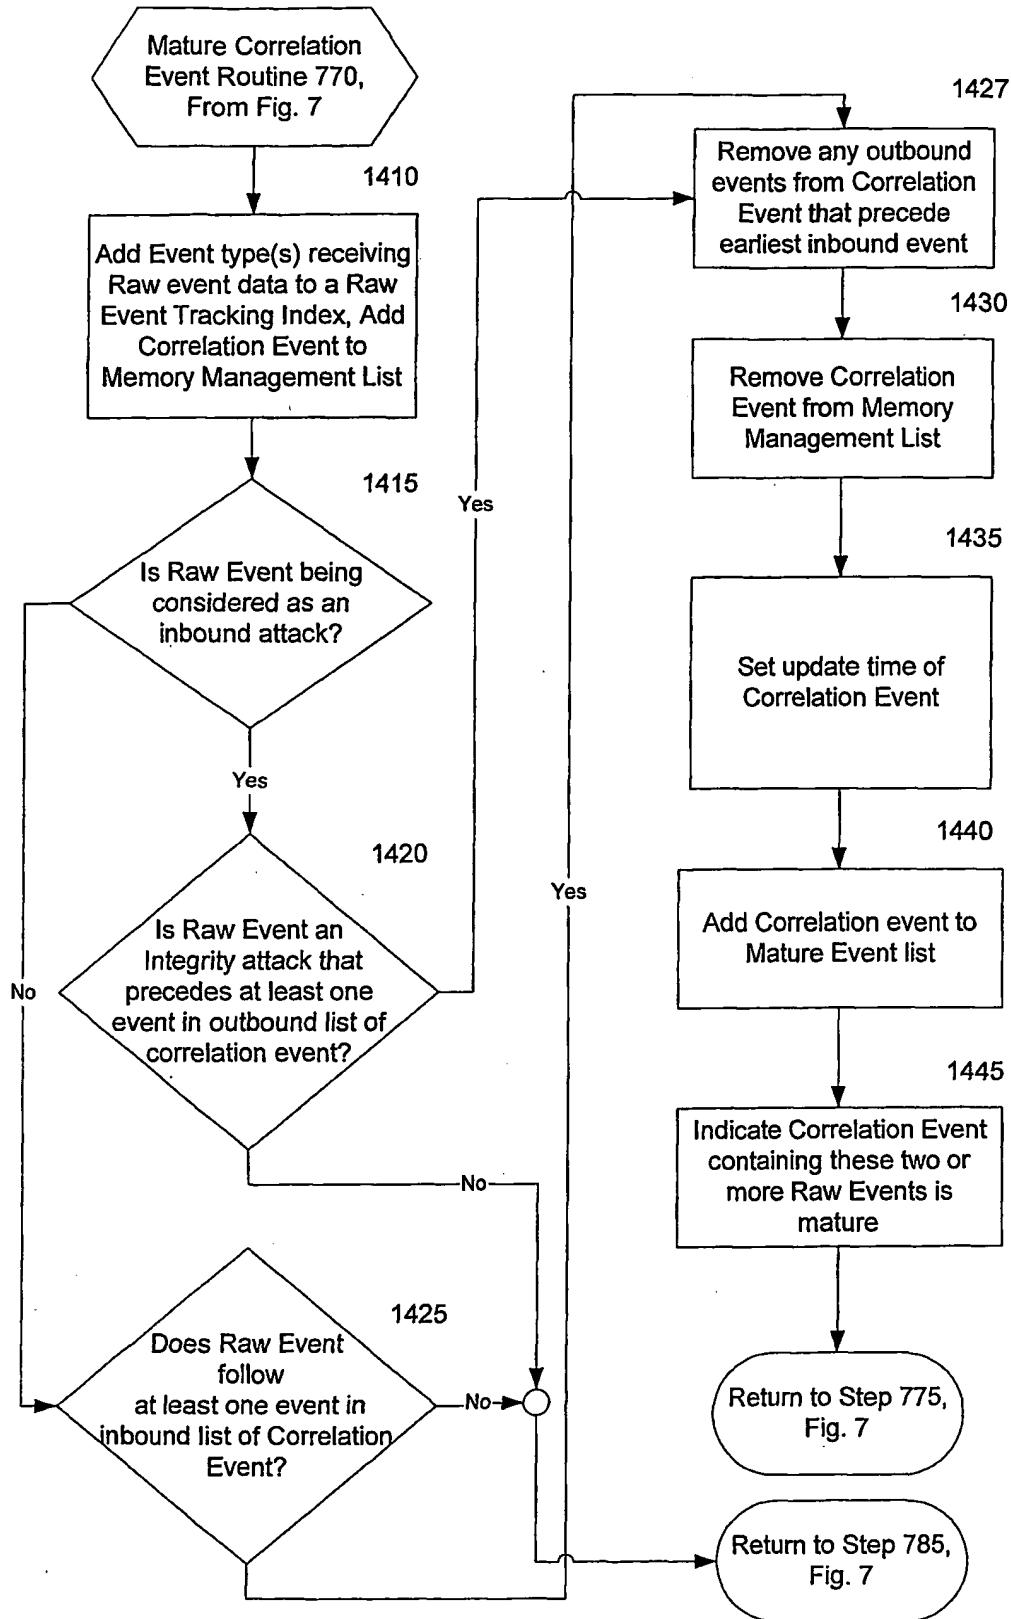 Mature Correlation
Event Routine 770,
From Fig. 7
1410
Add Event type(s) receiving
Raw event data to a Raw
Event Tracking Index, Add
Correlation Event to
Memory Management List
1415
Is Raw Event being
considered as an
inbound attack?
Yes
No
1420
Is Raw Event an
Integrity attack that
precedes at least one
event in outbound list of
correlation event?
Yes
No
1425
Does Raw Event
follow
at least one event in
inbound list of Correlation
Event?
No
Yes
1427
Remove any outbound
events from Correlation
Event that precede
earliest inbound event
1430
Remove Correlation
Event from Memory
Management List
1435
Set update time of
Correlation Event
1440
Add Correlation event to
Mature Event list
1445
Indicate Correlation Event
containing these two or
more Raw Events is
mature
Return to Step 775,
Fig. 7
Return to Step 785,
Fig. 7